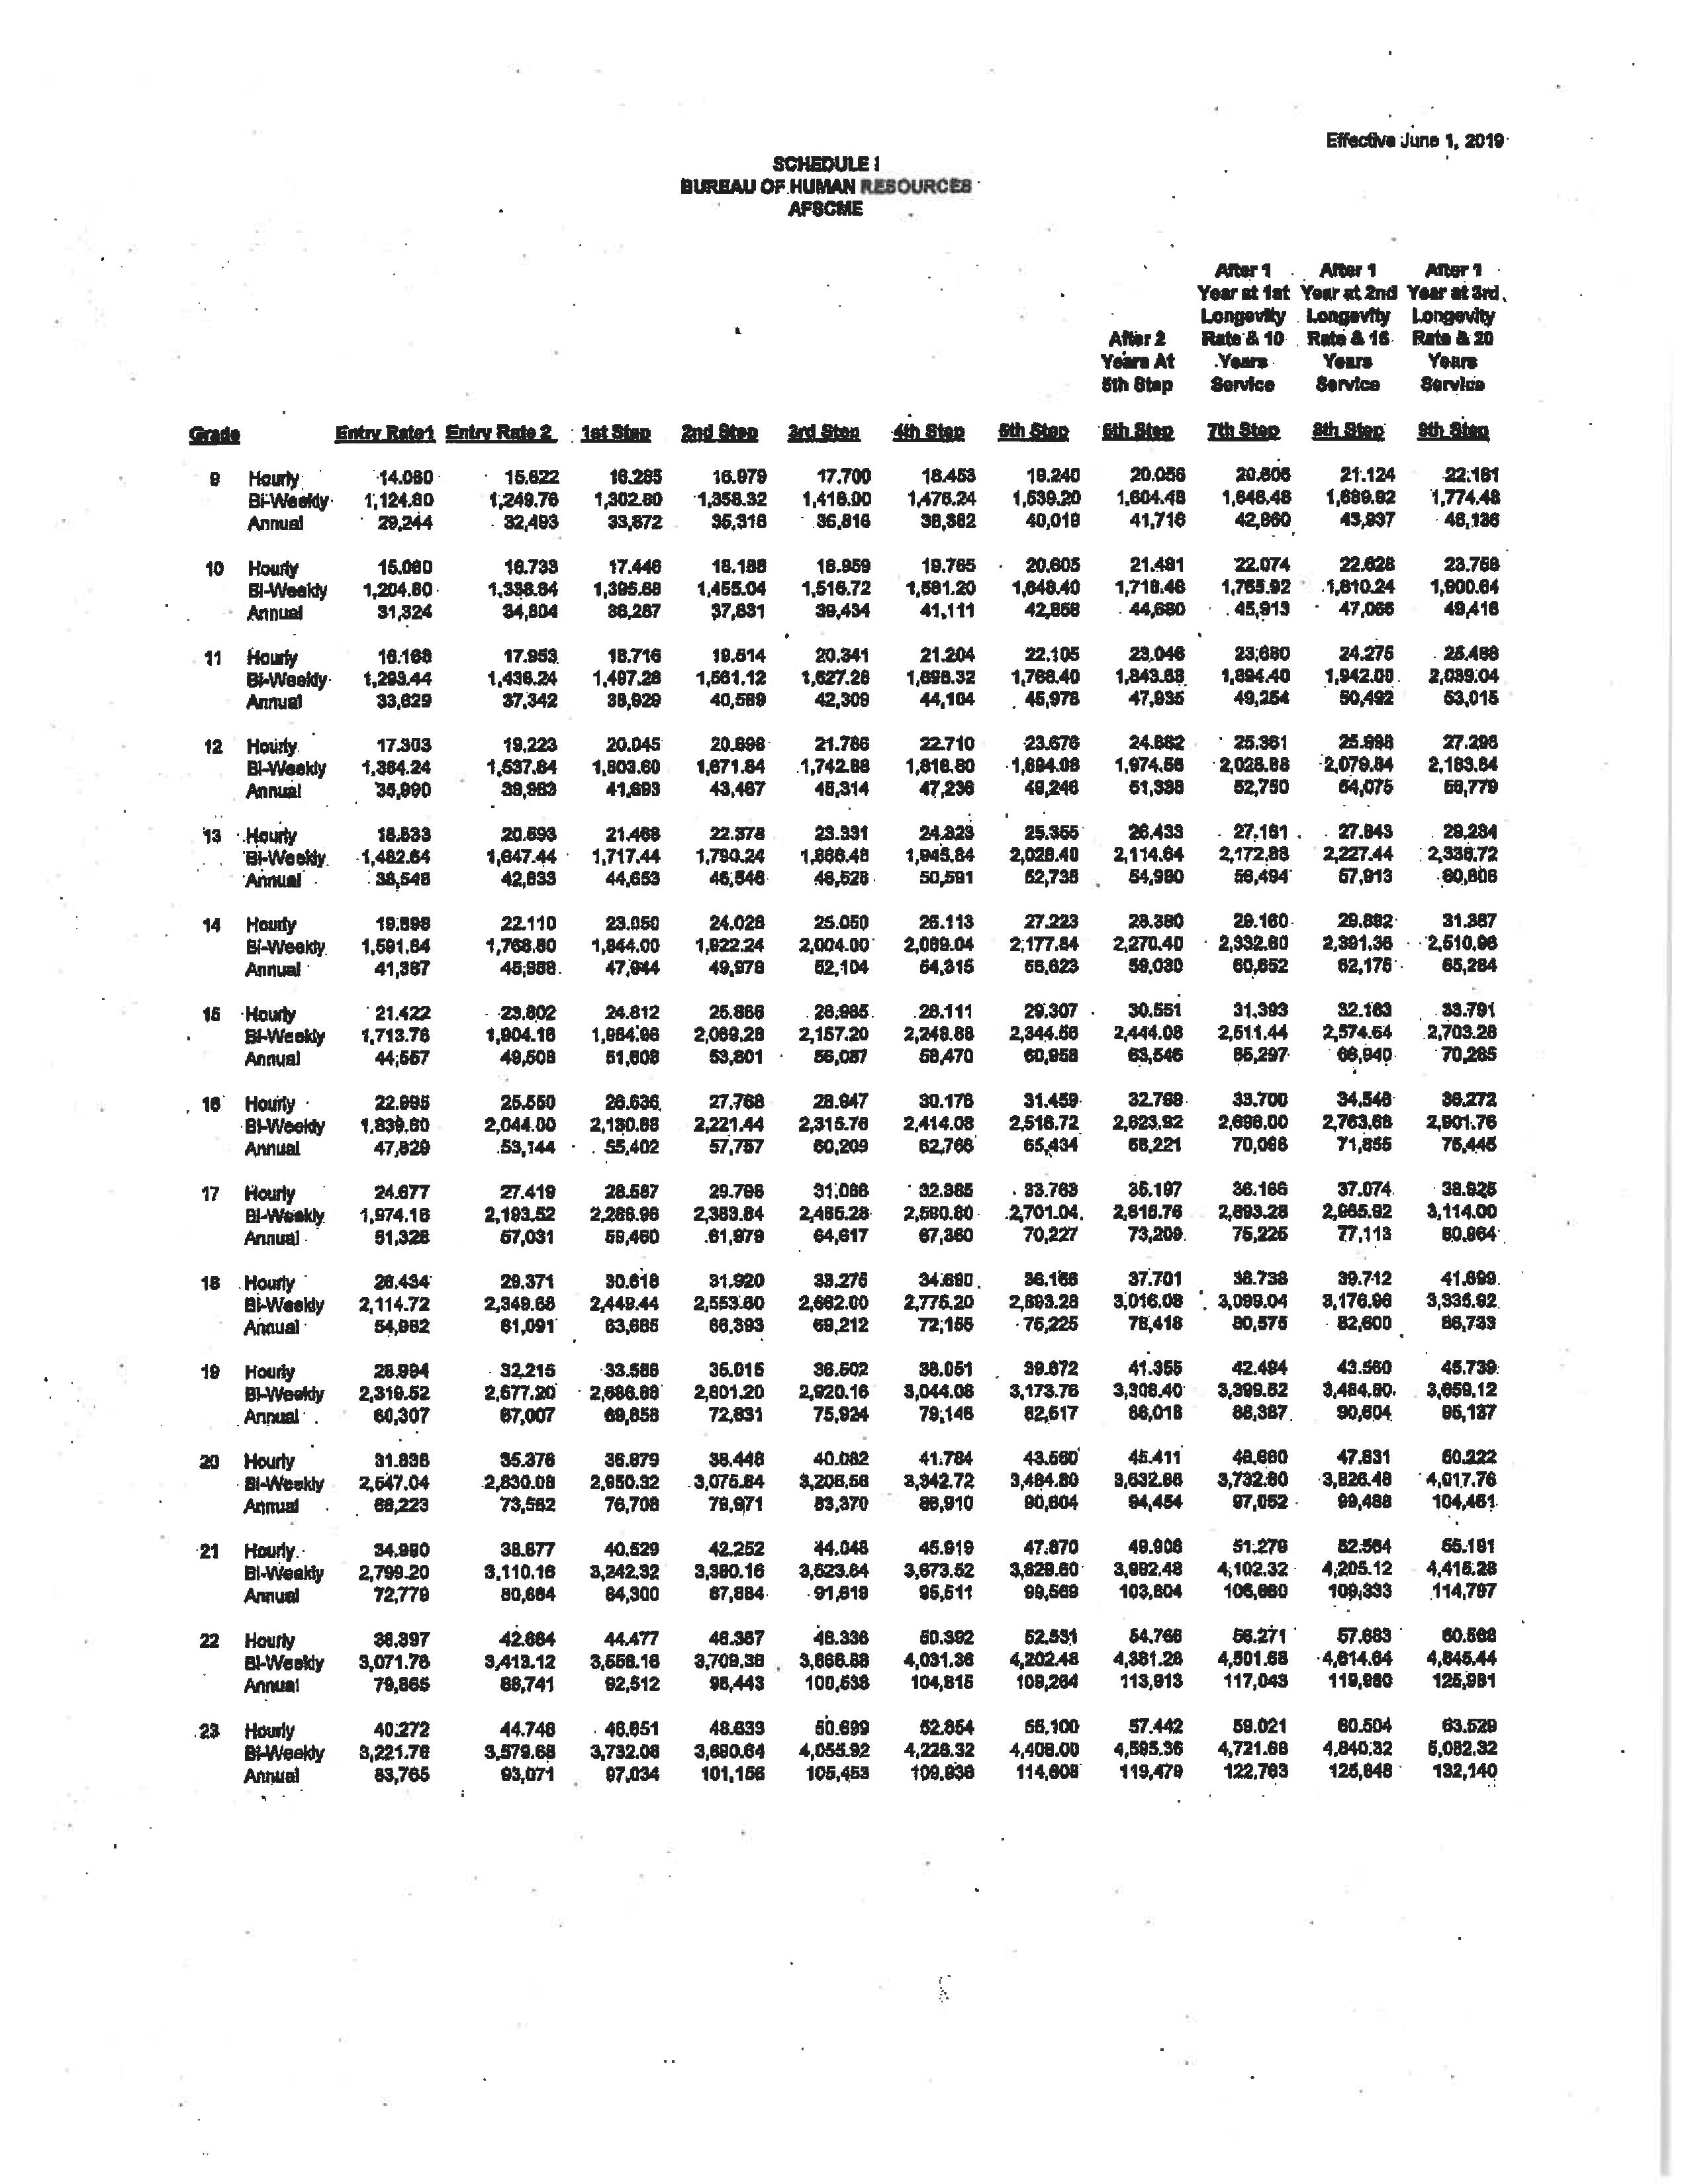 Effective June 1, 2019
SCHEDULE I
BUREAU OF HUMAN RESOURCES
AFSCME
After 1 After 1 After 1
Year at 1st Year at 2nd Year at 3rd
Longevity Longevity Longevity
After 2 Rate & 10 Rate & 15 Rate & 20
Years At Years Years Years
5th Step Service Service Service
Grade Entry Rate1 Entry Rate 2 1st Step 2nd Step 3rd Step 4th Step 5th Step 6th Step 7th Step 8th Step 9th Step
9 Hourly 14.060 15.622 16.285 16.979 17.700 18.453 19.240 20.056 20.606 21.124 22.181
Bi-Weekly 1,124.80 1,249.76 1,302.80 1,358.32 1,416.00 1,476.24 1,539.20 1,604.48 1,648.48 1,689.92 1,774.48
Annual 29,244 32,493 33,872 35,316 36,816 38,382 40,019 41,716 42,860 43,937 46,136
10 Hourly 15.060 16.733 17.446 18.188 18.959 19.765 20.605 21.481 22.074 22.628 23.758
Bi-Weekly 1,204.80 1,338.64 1,395.68 1,455.04 1,516.72 1,581.20 1,648.40 1,718.48 1,765.92 1,810.24 1,900.64
Annual 31,324 34,804 36,287 37,831 39,434 41,111 42,858 44,680 45,913 47,066 49,416
11 Hourly 16.168 17.953 18.716 19.514 20.341 21.204 22.105 23.046 23.680 24.275 25.488
Bi-Weekly 1,293.44 1,436.24 1,497.28 1,561.12 1,627.28 1,696.32 1,768.40 1,843.68 1,894.40 1,942.00 2,039.04
Annual 33,629 37,342 38,929 40,589 42,309 44,104 45,978 47,935 49,254 50,492 53,015
12 Hourly 17.303 19.223 20.045 20.898 21.786 22.710 23.676 24.682 25.361 25.998 27.298
Bi-Weekly 1,384.24 1,537.84 1,603.60 1,671.84 1,742.88 1,816.80 1,894.08 1,974.56 2,028.88 2,079.84 2,183.84
Annual 35,990 39,983 41,693 43,467 45,314 47,236 49,246 51,338 52,750 54,075 56,779
13 Hourly 18.533 20.593 21.468 22.378 23.331 24.323 25.355 26.433 27.161 27.843 29.234
Bi-Weekly 1,482.64 1,647.44 1,717.44 1,790.24 1,866.48 1,945.84 2,028.40 2,114.64 2,172.88 2,227.44 2,338.72
Annual 38,548 42,833 44,653 46,546 48,528 50,591 52,738 54,980 56,494 57,913 60,806
14 Hourly 19.898 22.110 23.050 24.028 25.050 26.113 27.223 28.380 29.160 29.892 31.387
Bi-Weekly 1,591.84 1,768.80 1,844.00 1,922.24 2,004.00 2,089.04 2,177.84 2,270.40 2,332.80 2,391.36 2,510.96
Annual 41,387 45,988 47,944 49,978 52,104 54,315 56,623 59,030 60,652 62,175 65,284
15 Hourly 21.422 23.802 24.812 25.866 26.965 28.111 29.307 30.551 31.393 32.183 33.791
Bi-Weekly 1,713.76 1,904.16 1,984.96 2,069.28 2,157.20 2,248.88 2,344.56 2,444.08 2,511.44 2,574.64 2,703.28
Annual 44,557 49,508 51,608 53,801 56,087 58,470 60,958 63,546 65,297 66,940 70,285
16 Hourly 22.995 25.550 26.636 27.768 28.947 30.176 31.459 32.799 33.700 34.546 36.272
Bi-Weekly 1,839.60 2,044.00 2,130.88 2,221.44 2,315.76 2,414.08 2,516.72 2,623.92 2,696.00 2,763.68 2,901.76
Annual 47,829 53,144 55,402 57,757 60,209 62,766 65,434 68,221 70,096 71,855 75,445
17 Hourly 24.677 27.419 28.587 29.798 31.066 32.385 33.763 35.197 36.166 37.074 38.925
Bi-Weekly 1,974.16 2,193.52 2,286.96 2,383.84 2,485.28 2,590.80 2,701.04 2,815.76 2,893.28 2,965.92 3,114.00
Annual 51,328 57,031 59,460 61,979 64,617 67,360 70,227 73,209 75,225 77,113 80,964
18 Hourly 26.434 29.371 30.618 31.920 33.275 34.690 36.166 37.701 38.738 39.712 41.699
Bi-Weekly 2,114.72 2,349.68 2,449.44 2,553.60 2,662.00 2,775.20 2,893.28 3,016.08 3,099.04 3,176.96 3,335.92
Annual 54,982 61,091 63,685 66,393 69,212 72,155 75,225 78,418 80,575 82,600 86,733
19 Hourly 28.994 32.215 33.586 35.015 36.502 38.051 39.672 41.355 42.494 43.560 45.739
Bi-Weekly 2,319.52 2,577.20 2,686.88 2,801.20 2,920.16 3,044.08 3,173.76 3,308.40 3,399.52 3,484.80 3,659.12
Annual 60,307 67,007 69,858 72,831 75,924 79,146 82,517 86,018 88,387 90,604 95,137
20 Hourly 31.838 35.376 36.879 38.448 40.082 41.784 43.560 45.411 46.660 47.831 50.222
Bi-Weekly 2,547.04 2,830.08 2,950.32 3,075.84 3,206.56 3,342.72 3,484.80 3,632.88 3,732.80 3,826.48 4,017.76
Annual 66,223 73,582 76,708 79,971 83,370 86,910 90,604 94,454 97,052 99,488 104,461
21 Hourly 34.990 38.877 40.529 42.252 44.048 45.919 47.870 49.906 51.279 52.564 55.191
Bi-Weekly 2,799.20 3,110.16 3,242.32 3,380.16 3,523.84 3,673.52 3,829.60 3,992.48 4,102.32 4,205.12 4,415.28
Annual 72,779 80,864 84,300 87,884 91,619 95,511 99,569 103,804 106,660 109,333 114,797
22 Hourly 38.397 42.664 44.477 46.367 48.336 50.392 52.531 54.766 56.271 57.683 60.568
Bi-Weekly 3,071.76 3,413.12 3,558.16 3,709.36 3,866.88 4,031.36 4,202.48 4,381.28 4,501.68 4,614.64 4,845.44
Annual 79,865 88,741 92,512 96,443 100,538 104,815 109,264 113,913 117,043 119,980 125,981
23 Hourly 40.272 44.746 46.651 48.633 50.699 52.854 55.100 57.442 59.021 60.504 63.529
Bi-Weekly 3,221.76 3,579.68 3,732.08 3,890.64 4,055.92 4,228.32 4,408.00 4,595.36 4,721.68 4,840.32 5,082.32
Annual 83,765 93,071 97,034 101,156 105,453 109,936 114,608 119,479 122,763 125,848 132,140